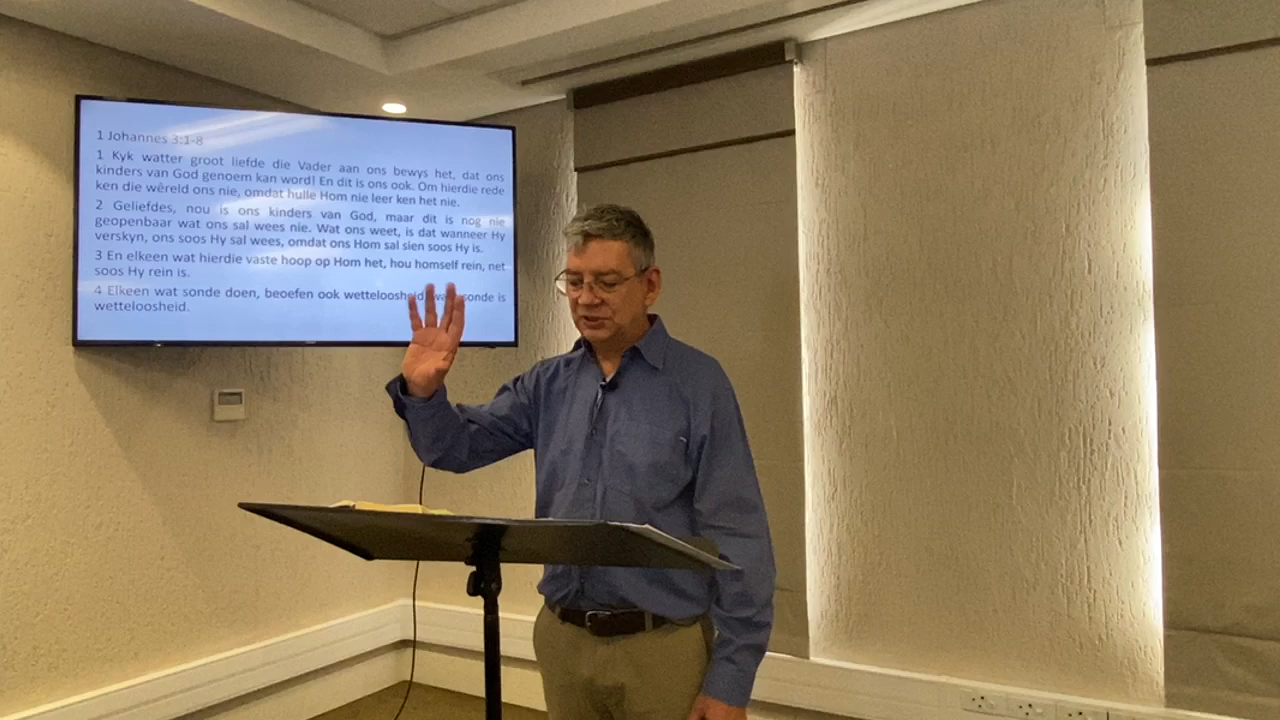 1 Johannes 3:1-8
1 Kyk watter groot liefde die Vader aan ons bewys het, dat ons
kinders van God genoem kan word! En dit is ons ook. Om hierdie rede
ken die wêreld ons nie, omdat hulle Hom nie leer ken het nie.
2 Geliefdes, nou is ons kinders van God, maar dit is nog nie
geopenbaar wat ons sal wees nie. Wat ons weet, is dat wanneer Hy
verskyn, ons soos Hy sal wees, omdat ons Hom sal sien soos Hy is.
3 En elkeen wat hierdie vaste hoop op Hom het, hou homself rein, net
soos Hy rein is.
4 Elkeen wat sonde doen, beoefen ook wetteloosheid, want sonde is
wetteloosheid.